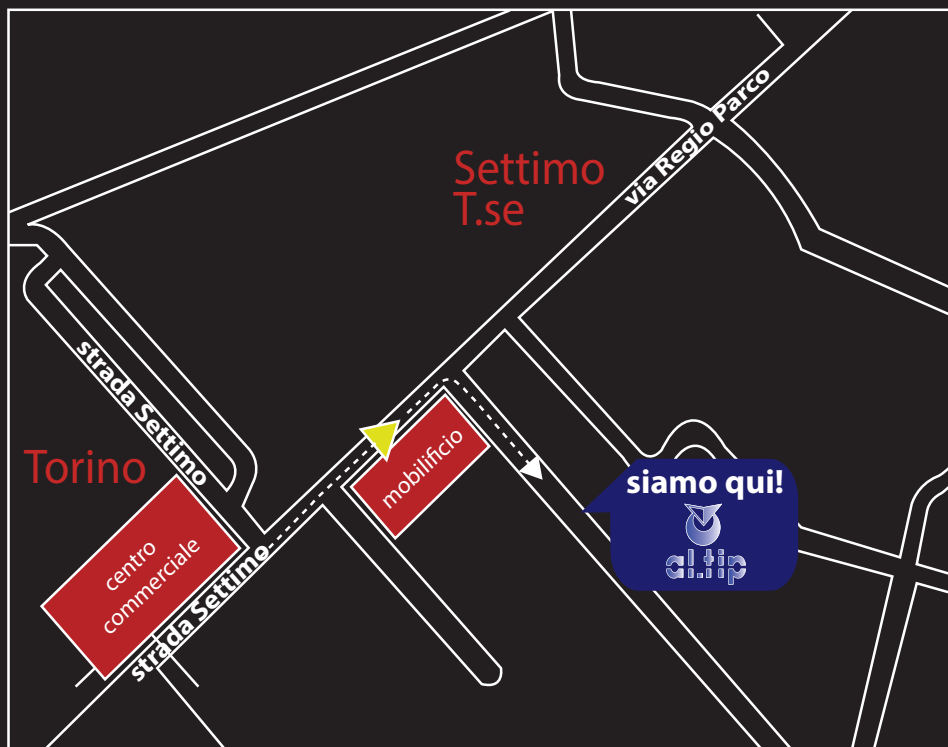 Settimo
T.se
via Regio Parco
strada Settimo
Torino
mobilificio
centro
commerciale
strada Settimo
siamo qui!
al.tip